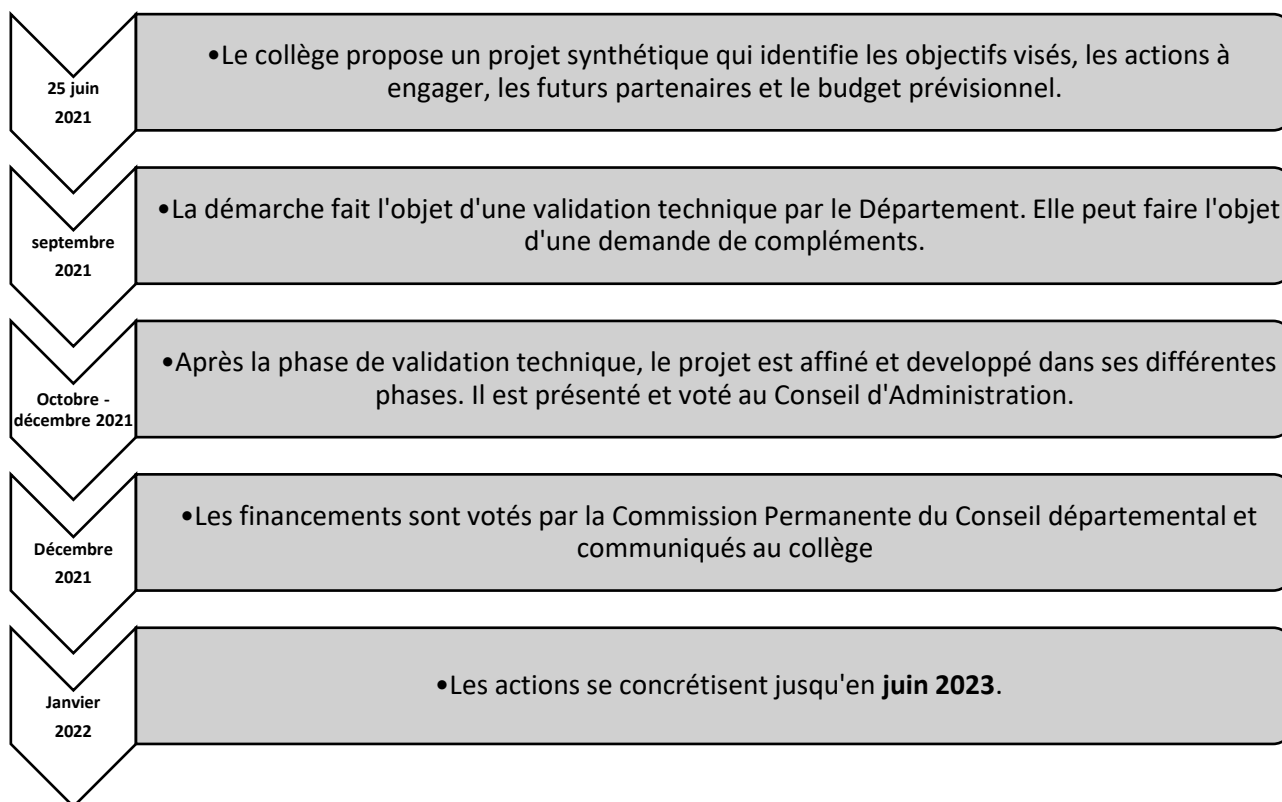 25 juin
2021
•Le collège propose un projet synthétique qui identifie les objectifs visés, les actions à
engager, les futurs partenaires et le budget prévisionnel.
septembre
2021
•La démarche fait l'objet d'une validation technique par le Département. Elle peut faire l'objet
d'une demande de compléments.
Octobre -
décembre 2021
•Après la phase de validation technique, le projet est affiné et developpé dans ses différentes
phases. Il est présenté et voté au Conseil d'Administration.
Décembre
2021
•Les financements sont votés par la Commission Permanente du Conseil départemental et
communiqués au collège
Janvier
2022
•Les actions se concrétisent jusqu'en juin 2023.